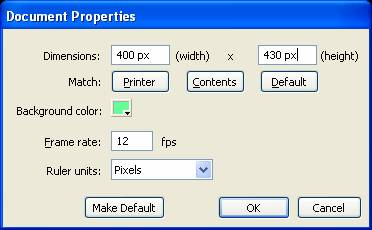 Document Properties
Dimensions: 400 px (width) x 430 px (height)
Match: Printer Contents Default
Background color:
Frame rate: 12 fps
Ruler units: Pixels
Make Default OK Cancel